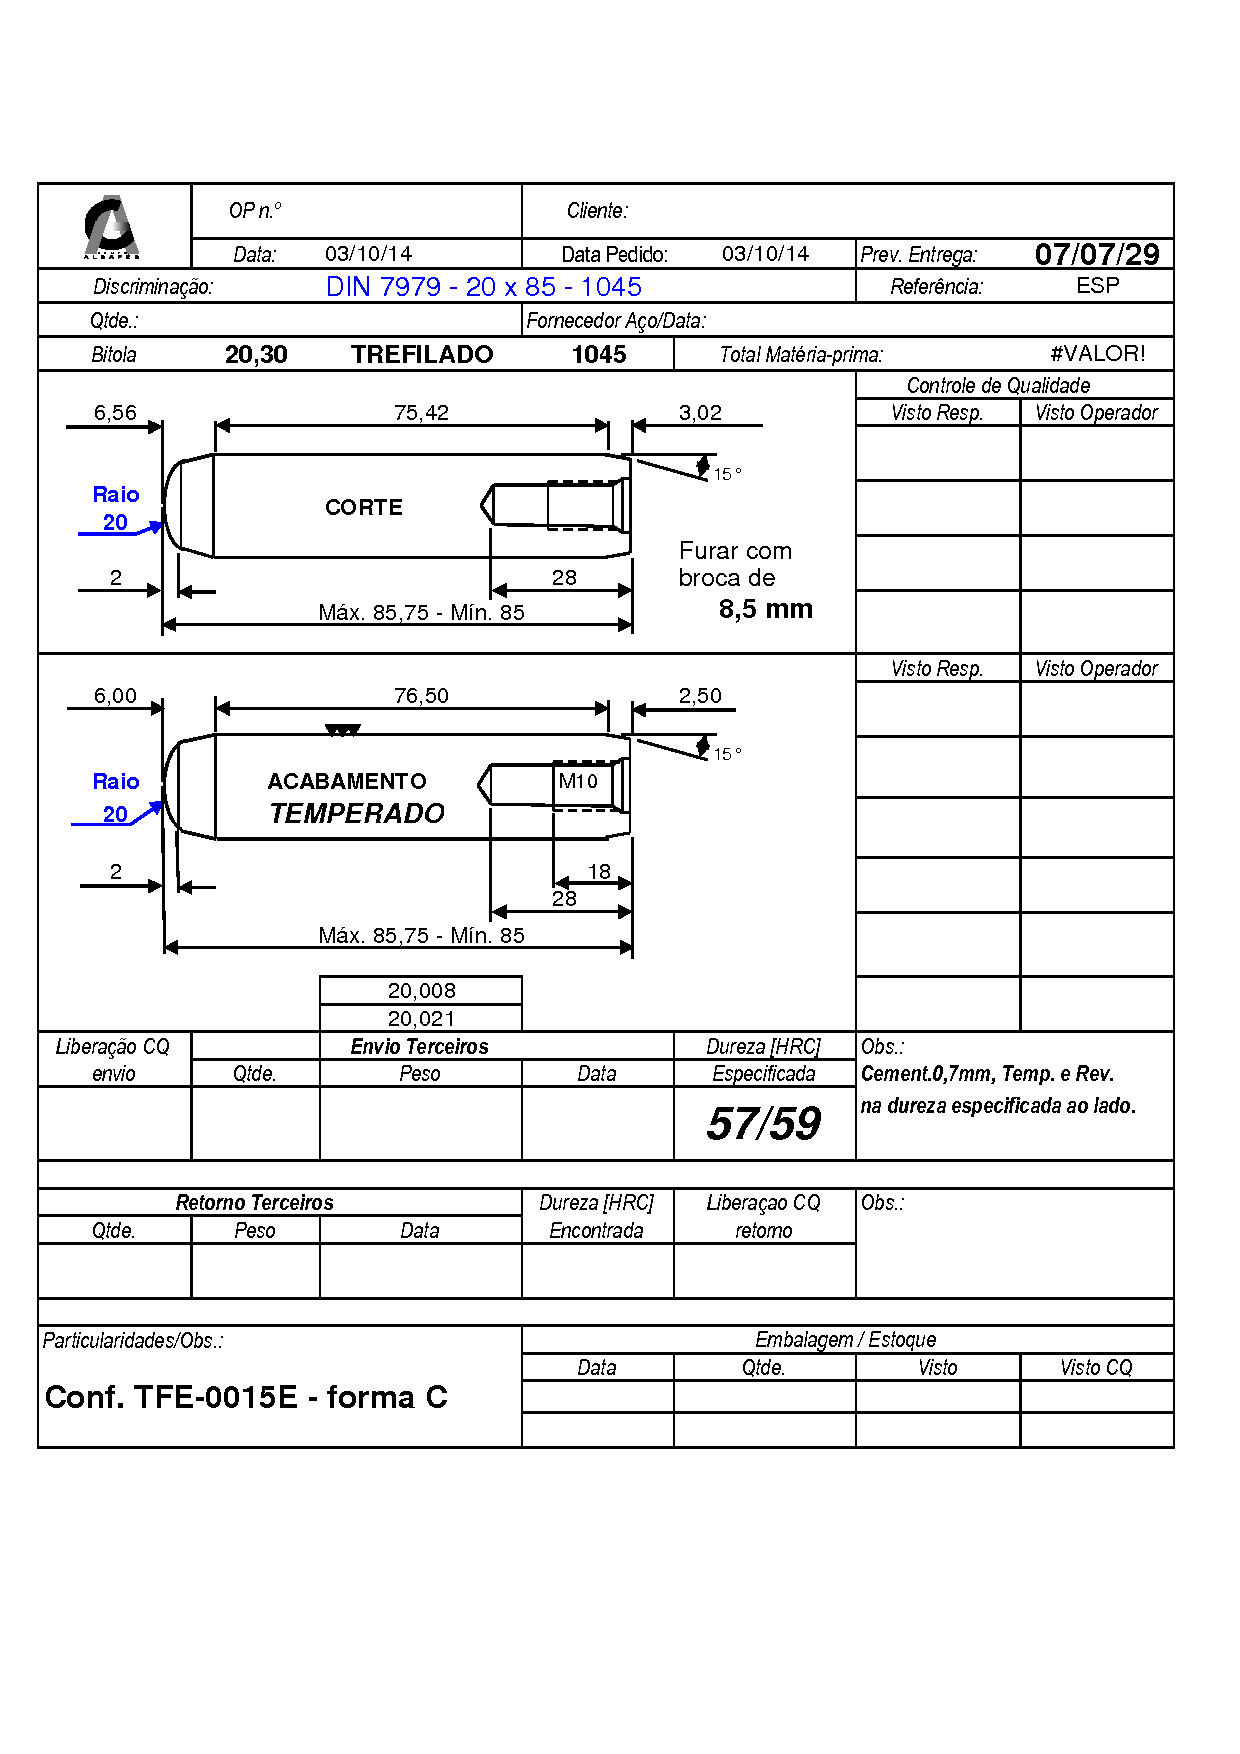 ALBAPES
OP n.º Cliente:
Data: 03/10/14 Data Pedido: 03/10/14 Prev. Entrega: 07/07/29
Discriminação: DIN 7979 - 20 x 85 - 1045 Referência: ESP
Qtde.: Fornecedor Aço/Data:
Bitola 20,30 TREFILADO 1045 Total Matéria-prima: #VALOR!
Controle de Qualidade
6,56 75,42 3,02 Visto Resp. Visto Operador
15°
Raio
20
CORTE
Furar com
2 28 broca de
Máx. 85,75 - Mín. 85 8,5 mm
Visto Resp. Visto Operador
6,00 76,50 2,50
15°
Raio ACABAMENTO M10
20 TEMPERADO
2 18
28
Máx. 85,75 - Mín. 85
20,008
20,021
Liberação CQ Envio Terceiros Dureza [HRC] Obs.:
envio Qtde. Peso Data Especificada Cement.0,7mm, Temp. e Rev.
57/59 na dureza especificada ao lado.
Retorno Terceiros Dureza [HRC] Liberaçao CQ Obs.:
Qtde. Peso Data Encontrada retorno
Particularidades/Obs.: Embalagem / Estoque
Data Qtde. Visto Visto CQ
Conf. TFE-0015E - forma C